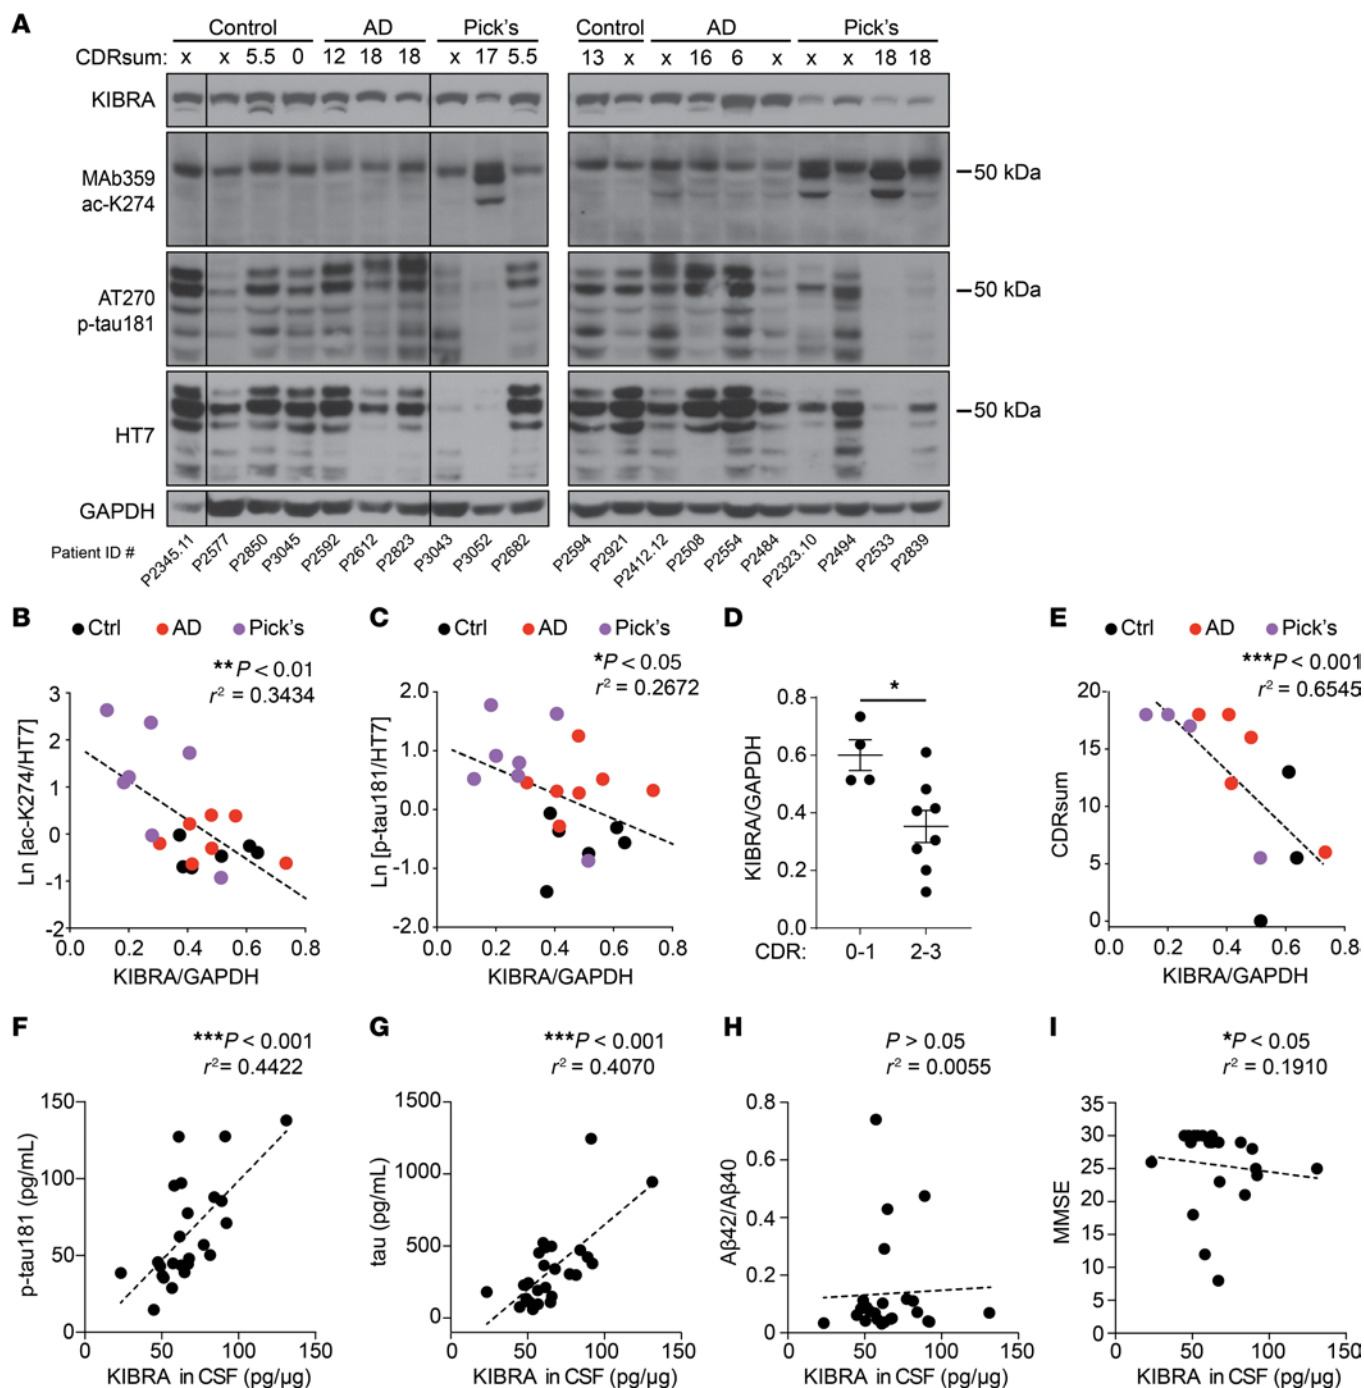 A
Control AD Pick's Control AD Pick's
CDRsum: x x 5.5 0 12 18 18 x 17 5.5 13 x x 16 6 x x x 18 18
KIBRA
MAb359
ac-K274
50 kDa
AT270
p-tau181
50 kDa
HT7
50 kDa
GAPDH
Patient ID # P2345.11 P2577 P2850 P3045 P2592 P2612 P2823 P3043 P3052 P2682 P2594 P2921 P2412.12 P2508 P2554 P2484 P2323.10 P2494 P2533 P2839
B
Ctrl AD Pick's
**P < 0.01
r² = 0.3434
Ln [ac-K274/HT7]
3
2
1
0
-1
-2
0.0 0.2 0.4 0.6 0.8
KIBRA/GAPDH
C
Ctrl AD Pick's
*P < 0.05
r² = 0.2672
Ln [p-tau181/HT7]
2.0
1.0
0.0
-1.0
-2.0
0.0 0.2 0.4 0.6 0.8
KIBRA/GAPDH
D
*
KIBRA/GAPDH
0.8
0.6
0.4
0.2
0.0
CDR: 0-1 2-3
E
Ctrl AD Pick's
***P < 0.001
r² = 0.6545
CDRsum
20
15
10
5
0
0.0 0.2 0.4 0.6 0.8
KIBRA/GAPDH
F
***P < 0.001
r² = 0.4422
p-tau181 (pg/mL)
150
100
50
0
0 50 100 150
KIBRA in CSF (pg/μg)
G
***P < 0.001
r² = 0.4070
tau (pg/mL)
1500
1000
500
0
0 50 100 150
KIBRA in CSF (pg/μg)
H
P > 0.05
r² = 0.0055
Aβ42/Aβ40
0.8
0.6
0.4
0.2
0.0
0 50 100 150
KIBRA in CSF (pg/μg)
I
*P < 0.05
r² = 0.1910
MMSE
35
30
25
20
15
10
5
0
0 50 100 150
KIBRA in CSF (pg/μg)